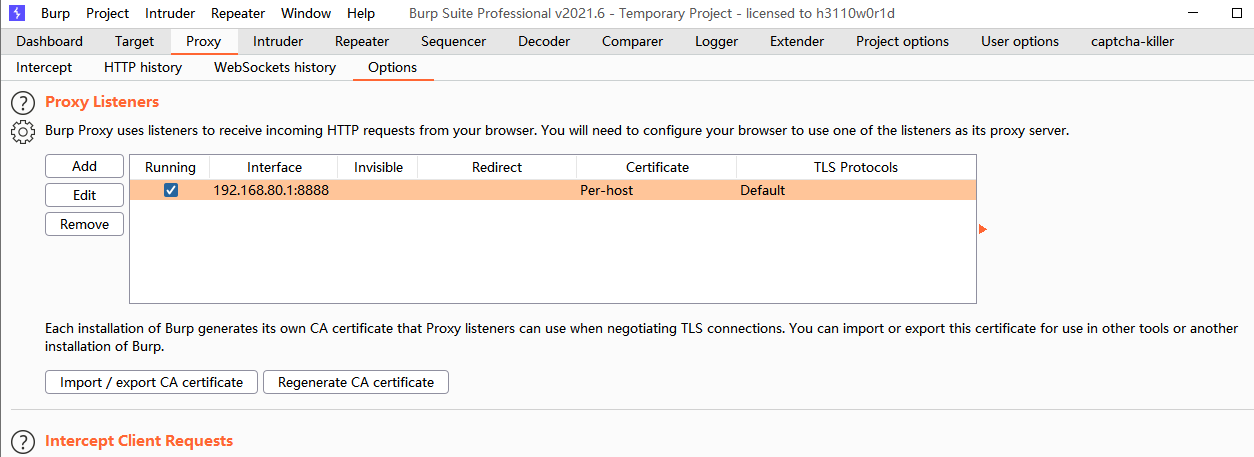 Burp Project Intruder Repeater Window Help Burp Suite Professional v2021.6 - Temporary Project - licensed to h3110w0r1d
Dashboard Target Proxy Intruder Repeater Sequencer Decoder Comparer Logger Extender Project options User options captcha-killer
Intercept HTTP history WebSockets history Options
? Proxy Listeners
Burp Proxy uses listeners to receive incoming HTTP requests from your browser. You will need to configure your browser to use one of the listeners as its proxy server.
Add Running Interface Invisible Redirect Certificate TLS Protocols
Edit 192.168.80.1:8888 Per-host Default
Remove
Each installation of Burp generates its own CA certificate that Proxy listeners can use when negotiating TLS connections. You can import or export this certificate for use in other tools or another
installation of Burp.
Import / export CA certificate Regenerate CA certificate
? Intercept Client Requests